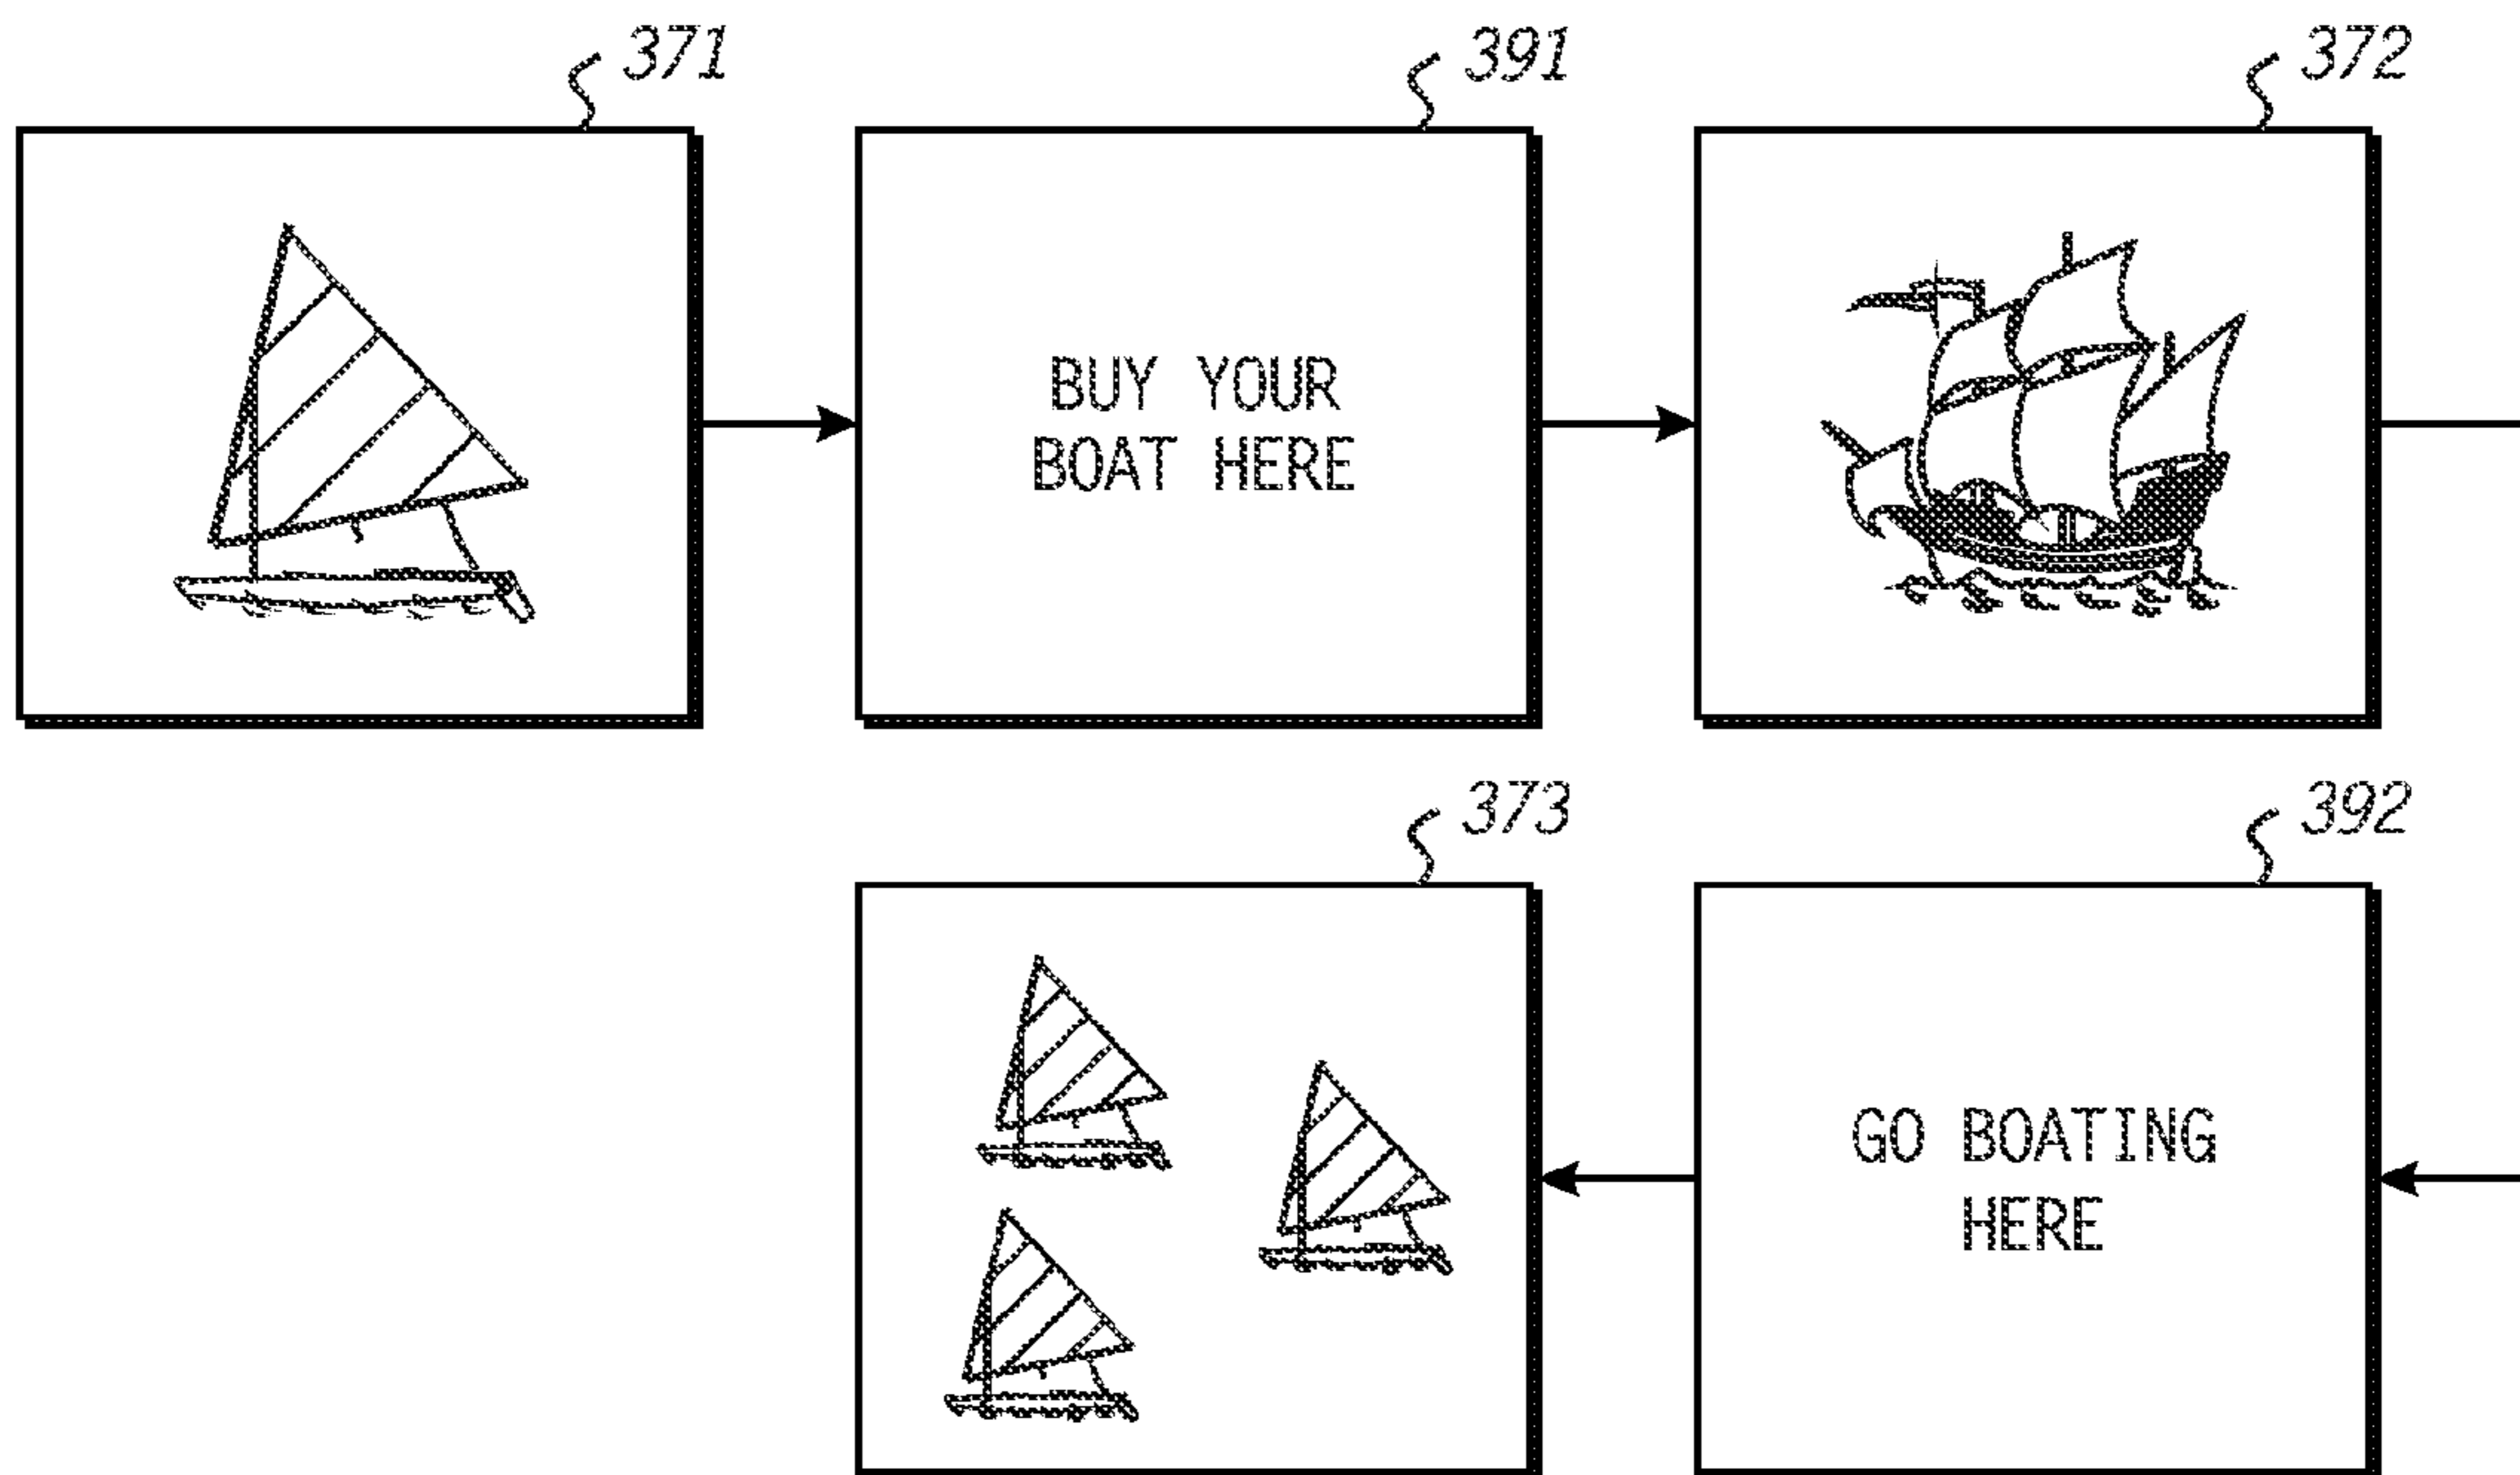 371
391
372
BUY YOUR
BOAT HERE
373
392
GO BOATING
HERE